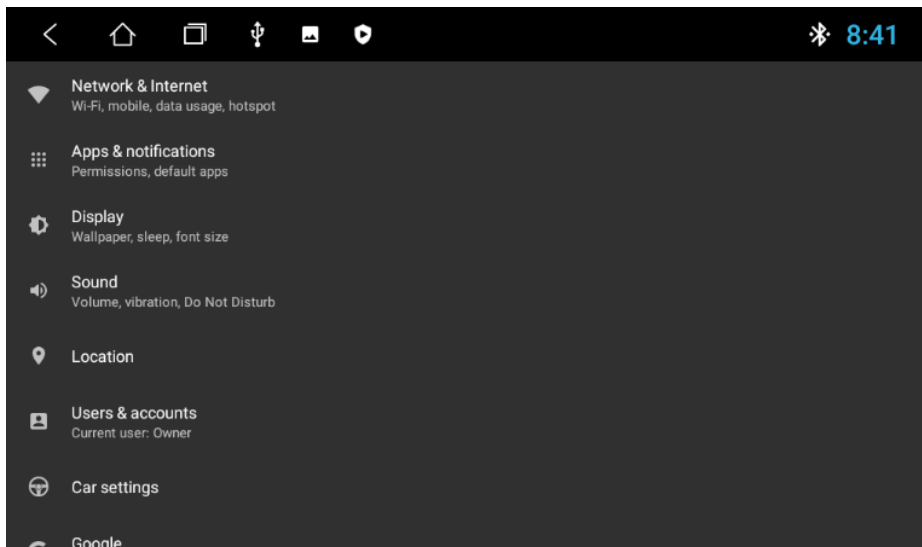 8:41
Network & Internet
Wi-Fi, mobile, data usage, hotspot
Apps & notifications
Permissions, default apps
Display
Wallpaper, sleep, font size
Sound
Volume, vibration, Do Not Disturb
Location
Users & accounts
Current user: Owner
Car settings
Google